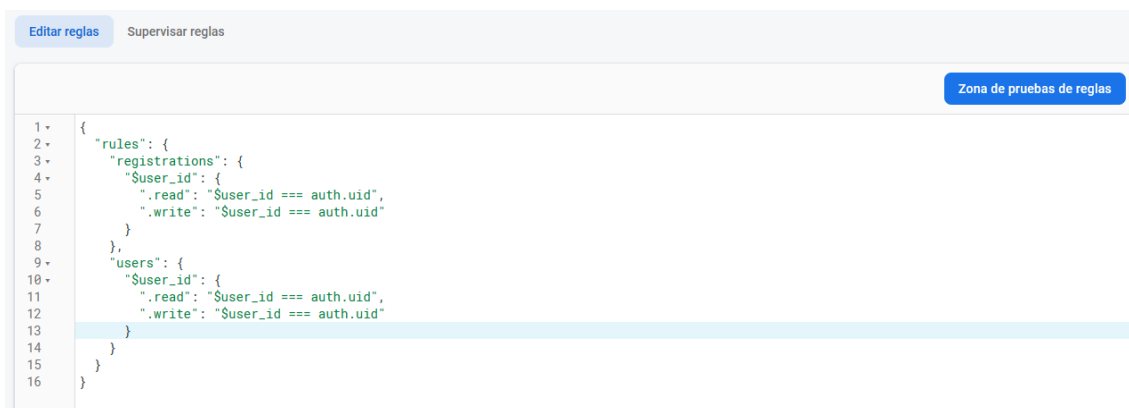 Editar reglas Supervisar reglas
Zona de pruebas de reglas
1 {
2 "rules": {
3 "registrations": {
4 "$user_id": {
5 ".read": "$user_id === auth.uid",
6 ".write": "$user_id === auth.uid"
7 }
8 },
9 "users": {
10 "$user_id": {
11 ".read": "$user_id === auth.uid",
12 ".write": "$user_id === auth.uid"
13 }
14 }
15 }
16 }